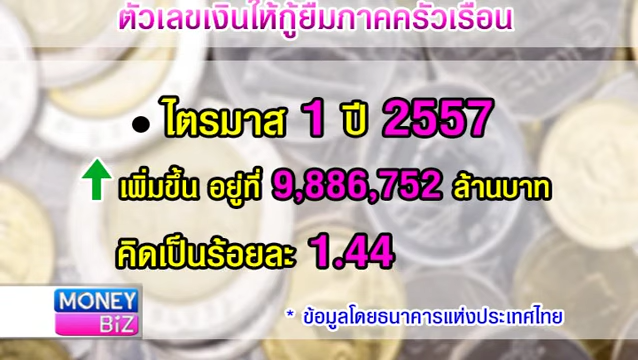 ตัวเลขเงินให้กู้ยืมภาคครัวเรือน
• ไตรมาส 1 ปี 2557
เพิ่มขึ้น อยู่ที่ 9,886,752 ล้านบาท
คิดเป็นร้อยละ 1.44
MONEY
BiZ
* ข้อมูลโดยธนาคารแห่งประเทศไทย